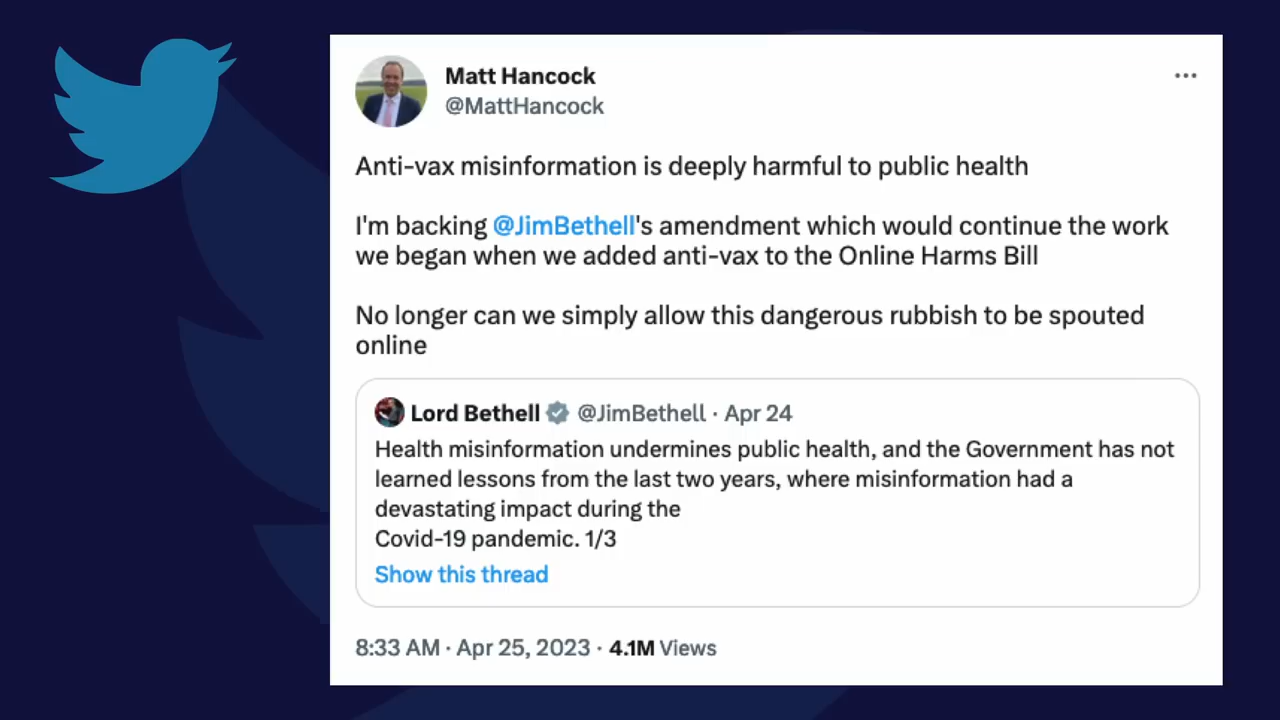 Matt Hancock
@MattHancock
Anti-vax misinformation is deeply harmful to public health
I'm backing @JimBethell's amendment which would continue the work
we began when we added anti-vax to the Online Harms Bill
No longer can we simply allow this dangerous rubbish to be spouted
online
Lord Bethell @JimBethell · Apr 24
Health misinformation undermines public health, and the Government has not
learned lessons from the last two years, where misinformation had a
devastating impact during the
Covid-19 pandemic. 1/3
Show this thread
8:33 AM · Apr 25, 2023 · 4.1M Views